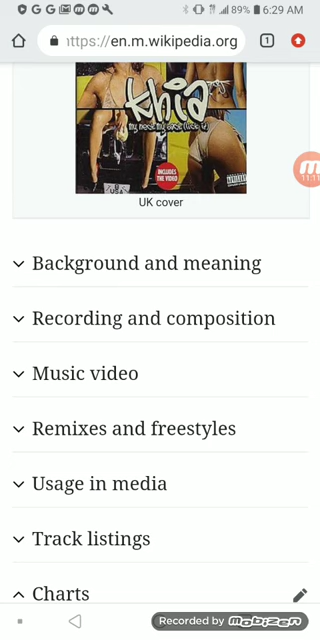 89% 6:29 AM
https://en.m.wikipedia.org
1
Khia
my neck, my back (lick it)
INCLUDES
THE VIDEO
11:11
UK cover
Background and meaning
Recording and composition
Music video
Remixes and freestyles
Usage in media
Track listings
Charts
Recorded by mobizen